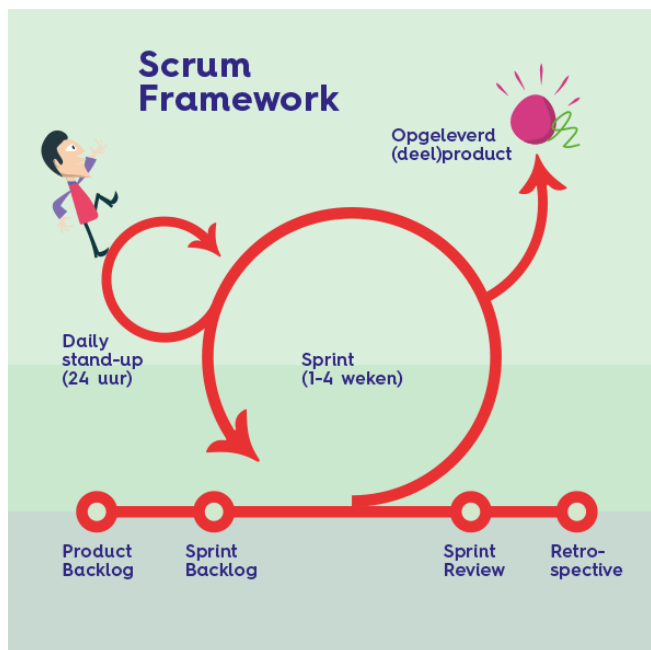 Scrum
Framework
Opgeleverd
(deel)product
Daily
stand-up
(24 uur)
Sprint
(1-4 weken)
Product
Backlog
Sprint
Backlog
Sprint
Review
Retro-
spective